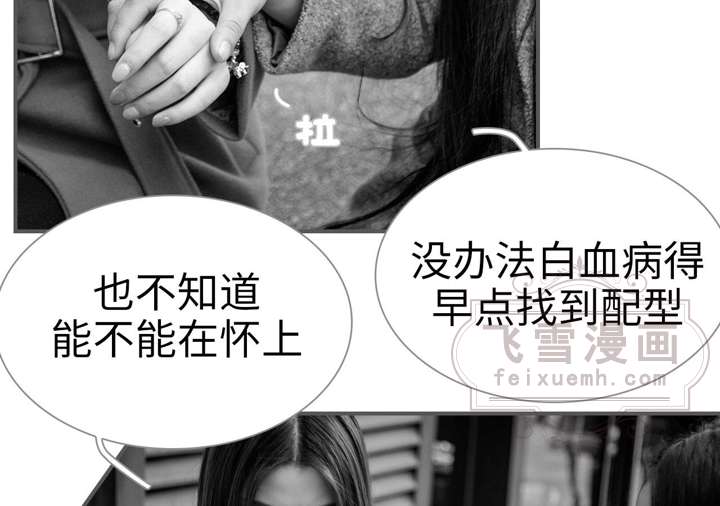 拉
没办法白血病得
早点找到配型
飞雪漫画
feixuemh.com
也不知道
能不能在怀上